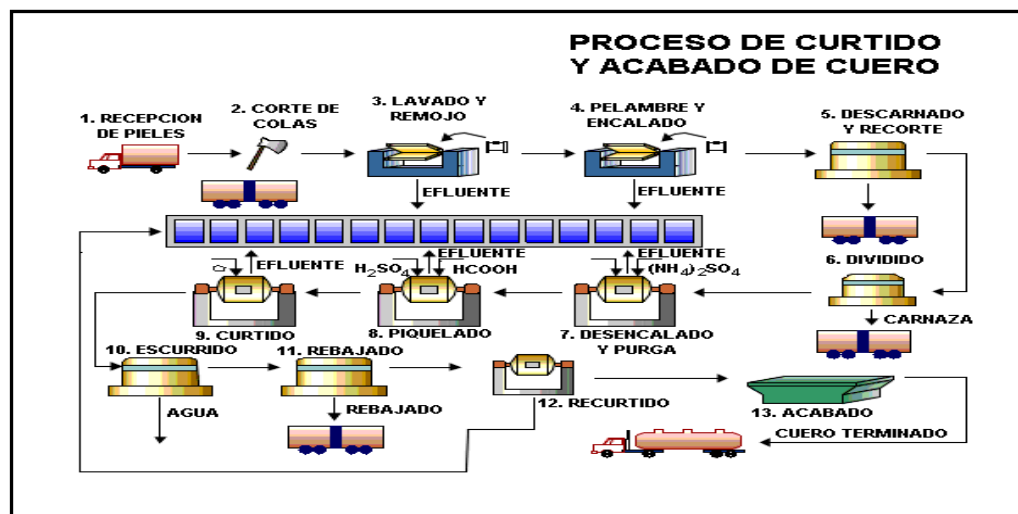 PROCESO DE CURTIDO
Y ACABADO DE CUERO
1. RECEPCION
DE PIELES
2. CORTE DE
COLAS
3. LAVADO Y
REMOJO
4. PELAMBRE Y
ENCALADO
5. DESCARNADO
Y RECORTE
EFLUENTE
EFLUENTE
6. DIVIDIDO
CARNAZA
EFLUENTE
(NH4)2SO4
7. DESENCALADO
Y PURGA
EFLUENTE
H2SO4
HCOOH
8. PIQUELADO
EFLUENTE
9. CURTIDO
10. ESCURRIDO
AGUA
11. REBAJADO
REBAJADO
12. RECURTIDO
13. ACABADO
CUERO TERMINADO